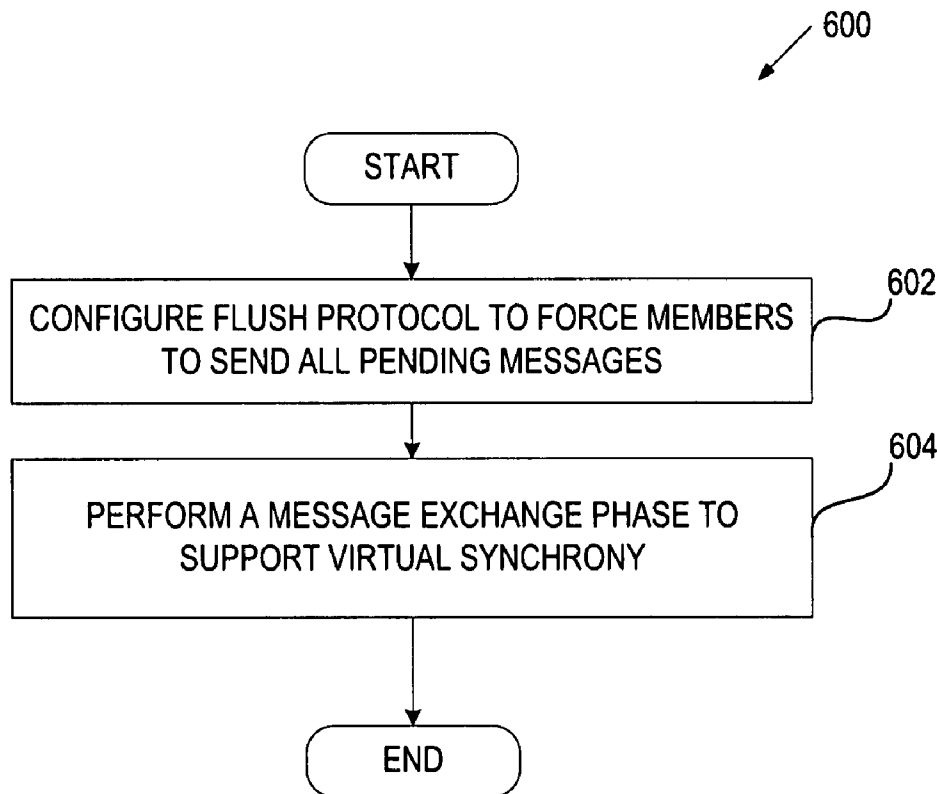 600
START
CONFIGURE FLUSH PROTOCOL TO FORCE MEMBERS
TO SEND ALL PENDING MESSAGES
602
PERFORM A MESSAGE EXCHANGE PHASE TO
SUPPORT VIRTUAL SYNCHRONY
604
END